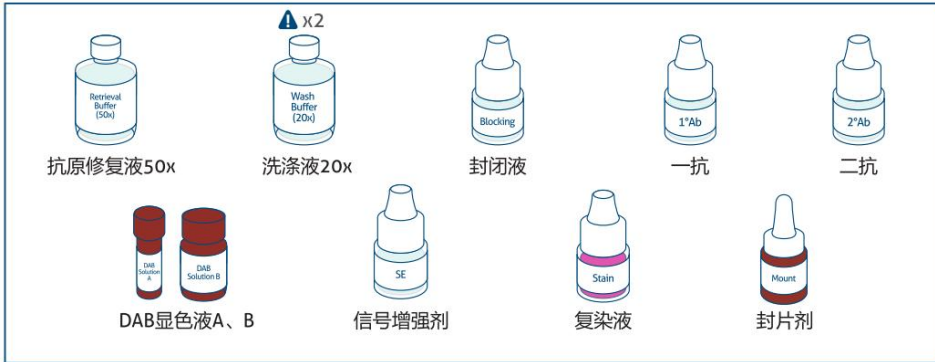 x2
Retrieval
Buffer
(50x)
Wash
Buffer
(20x)
Blocking
1°Ab
2°Ab
抗原修复液50x
洗涤液20x
封闭液
一抗
二抗
DAB
Solution
A
DAB
Solution B
SE
Stain
Mount
DAB显色液A、B
信号增强剂
复染液
封片剂